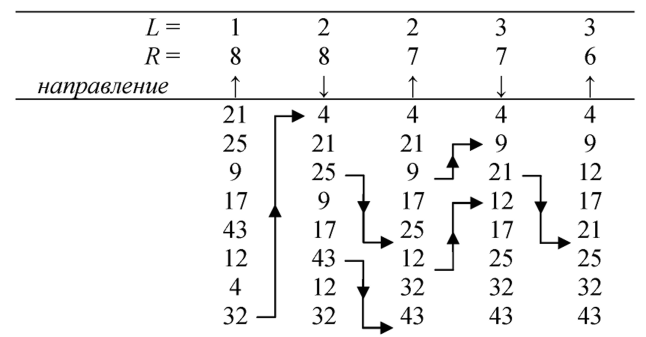 L = 1 2 2 3 3
R = 8 8 7 7 6
направление ↑ ↓ ↑ ↓ ↑
21 4 4 4 4
25 21 21 9 9
9 25 9 21 12
17 9 17 12 17
43 17 25 17 21
12 43 12 25 25
4 12 32 32 32
32 32 43 43 43